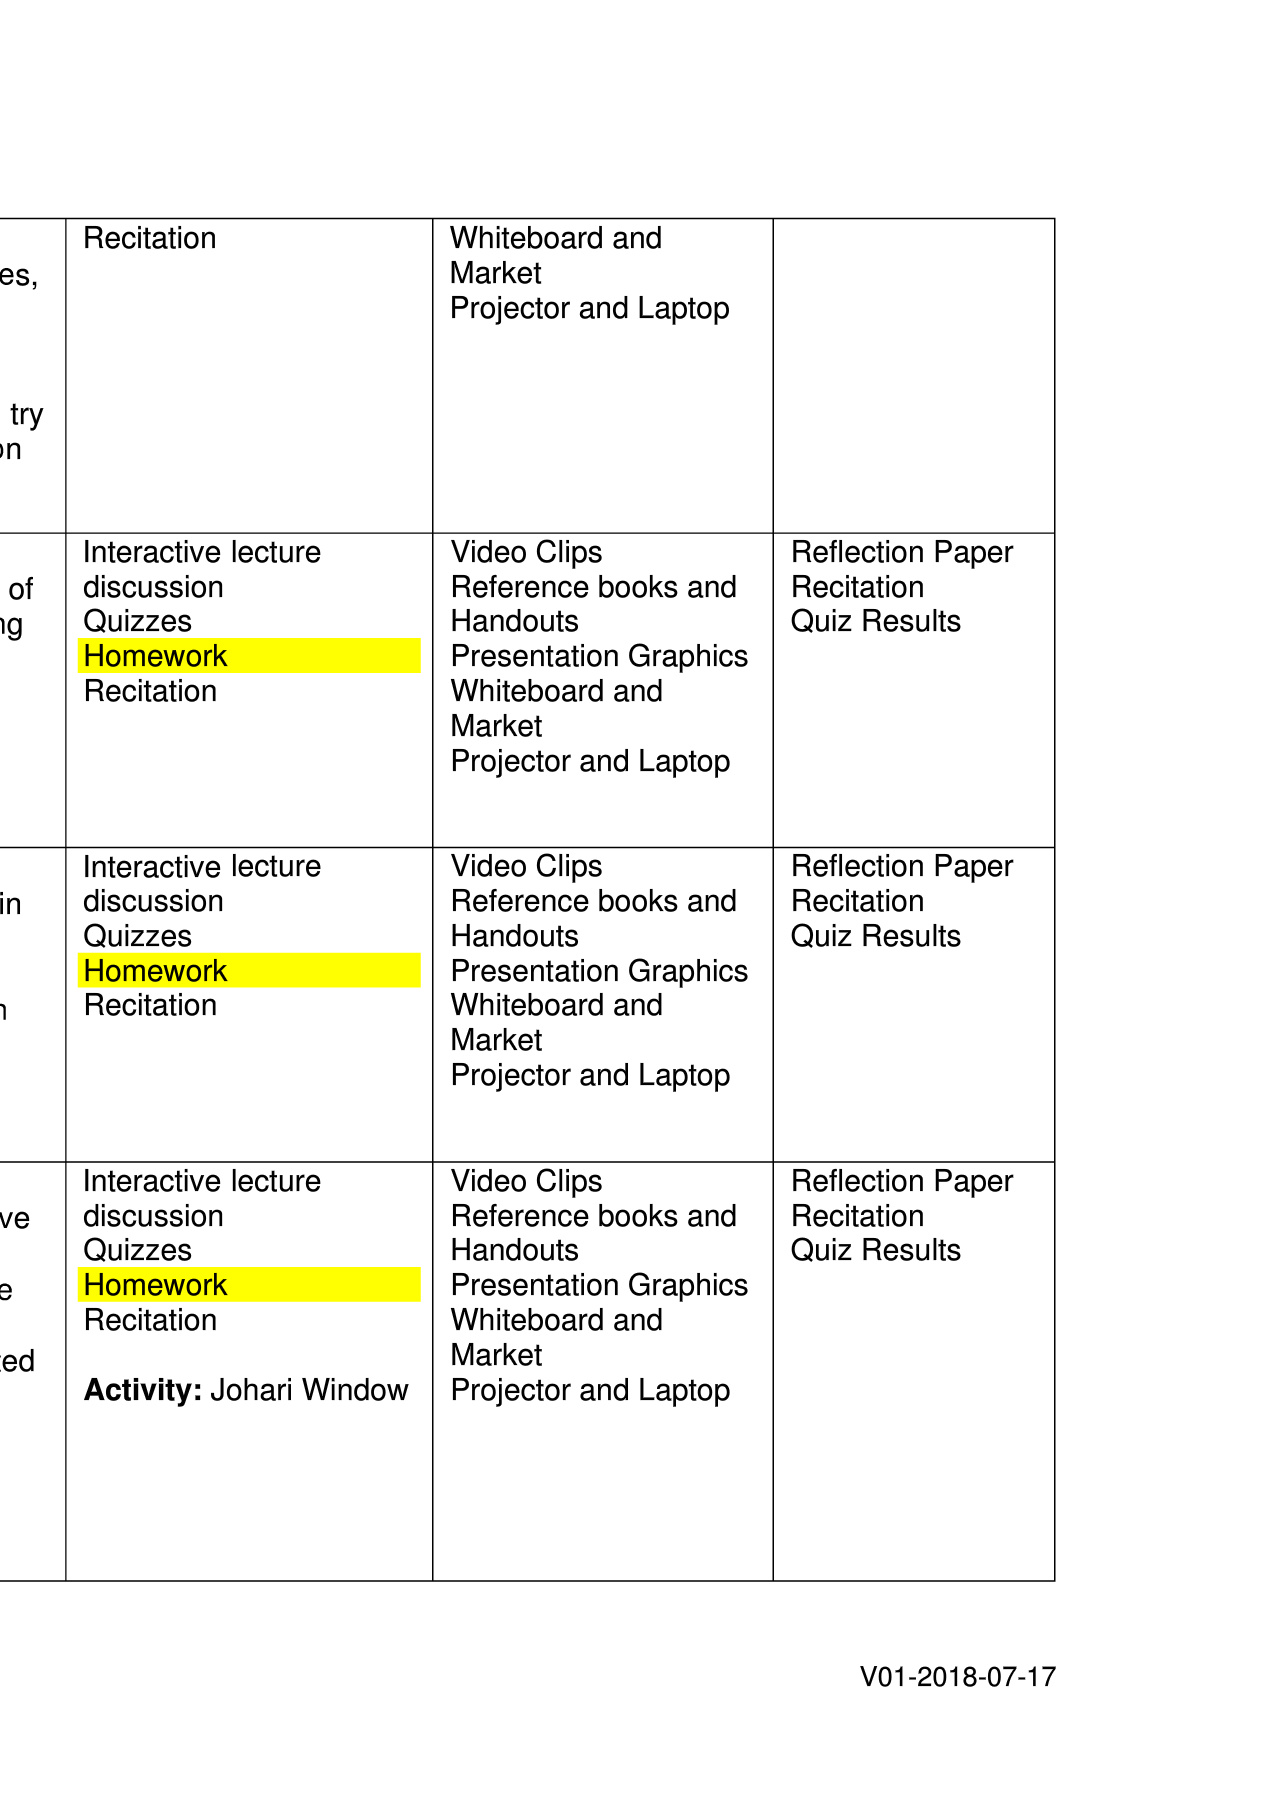 es,
try
on
Recitation
Whiteboard and
Market
Projector and Laptop
of
ng
Interactive lecture
discussion
Quizzes
Homework
Recitation
Video Clips
Reference books and
Handouts
Presentation Graphics
Whiteboard and
Market
Projector and Laptop
Reflection Paper
Recitation
Quiz Results
in
Interactive lecture
discussion
Quizzes
Homework
Recitation
Video Clips
Reference books and
Handouts
Presentation Graphics
Whiteboard and
Market
Projector and Laptop
Reflection Paper
Recitation
Quiz Results
ve
e
ted
Interactive lecture
discussion
Quizzes
Homework
Recitation
Activity: Johari Window
Video Clips
Reference books and
Handouts
Presentation Graphics
Whiteboard and
Market
Projector and Laptop
Reflection Paper
Recitation
Quiz Results
V01-2018-07-17